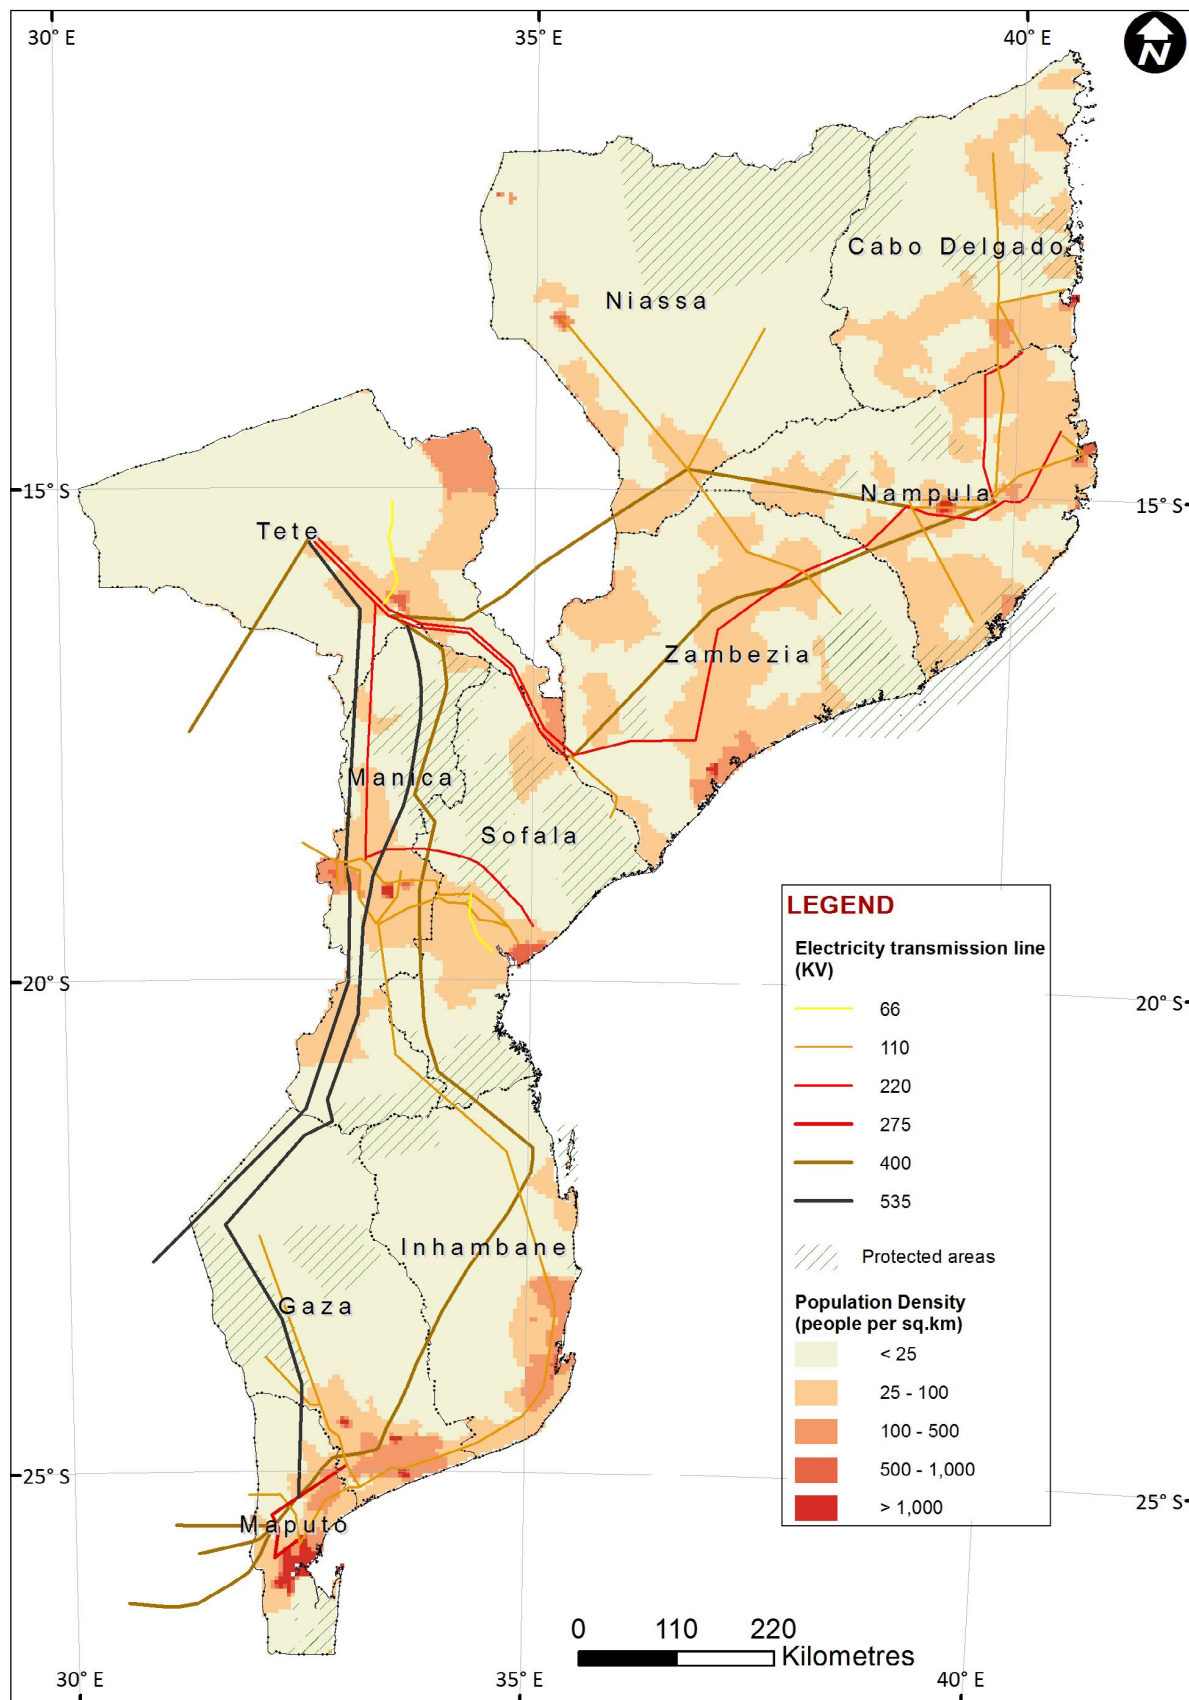 30° E
35° E
40° E
N
Cabo Delgado
Niassa
15° S
Nampula
15° S
Tete
Zambezia
Manica
Sofala
LEGEND
Electricity transmission line
(KV)
66
110
220
275
400
535
Protected areas
Population Density
(people per sq.km)
< 25
25 - 100
100 - 500
500 - 1,000
> 1,000
20° S
20° S
Inhambane
Gaza
25° S
25° S
Maputo
0 110 220
Kilometres
30° E
35° E
40° E